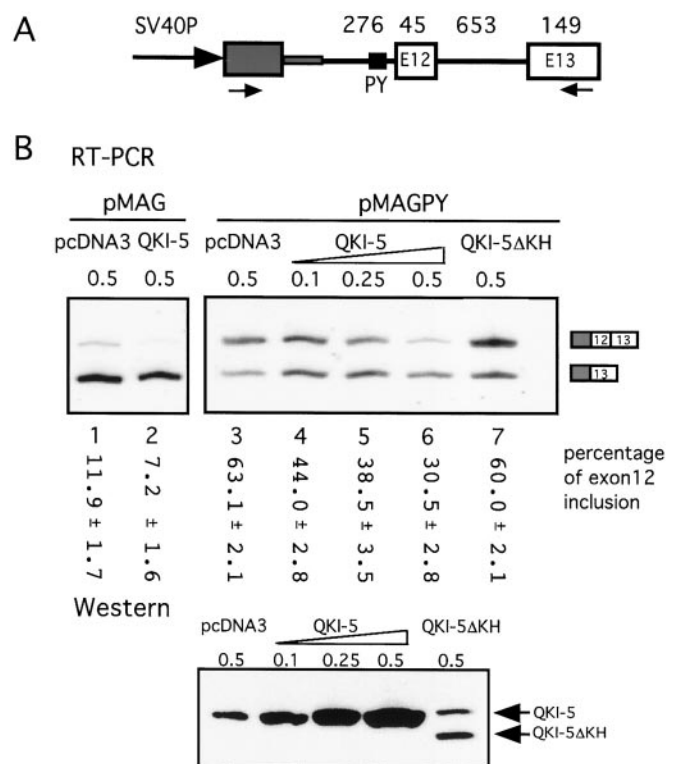 A
SV40P 276 45 653 149
PY E12 E13
B RT-PCR
pMAG pMAGPY
pcDNA3 QKI-5 pcDNA3 QKI-5 QKI-5ΔKH
0.5 0.5 0.5 0.1 0.25 0.5 0.5
12 13
13
1 2 3 4 5 6 7
11.9 ± 1.7 7.2 ± 1.6 63.1 ± 2.1 44.0 ± 2.8 38.5 ± 3.5 30.5 ± 2.8 60.0 ± 2.1
percentage
of exon12
inclusion
Western
pcDNA3 QKI-5 QKI-5ΔKH
0.5 0.1 0.25 0.5 0.5
QKI-5
QKI-5ΔKH